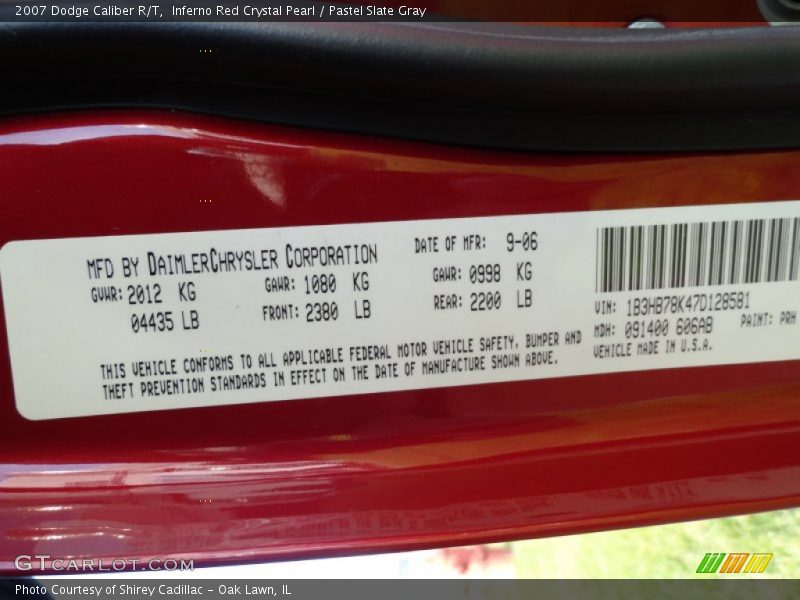 2007 Dodge Caliber R/T,  Inferno Red Crystal Pearl / Pastel Slate Gray
MFD BY DAIMLERCHRYSLER CORPORATION
DATE OF MFR: 9-06
GVWR: 2012 KG
GAWR: 1080 KG
GAWR: 0998 KG
04435 LB
FRONT: 2380 LB
REAR: 2200 LB
THIS VEHICLE CONFORMS TO ALL APPLICABLE FEDERAL MOTOR VEHICLE SAFETY, BUMPER AND
THEFT PREVENTION STANDARDS IN EFFECT ON THE DATE OF MANUFACTURE SHOWN ABOVE.
VIN: 1B3HB78K47D128581
MDH: 091400 606AB
PAINT: PRH
VEHICLE MADE IN U.S.A.
GTCARLOT.COM
Photo Courtesy of Shirey Cadillac - Oak Lawn, IL